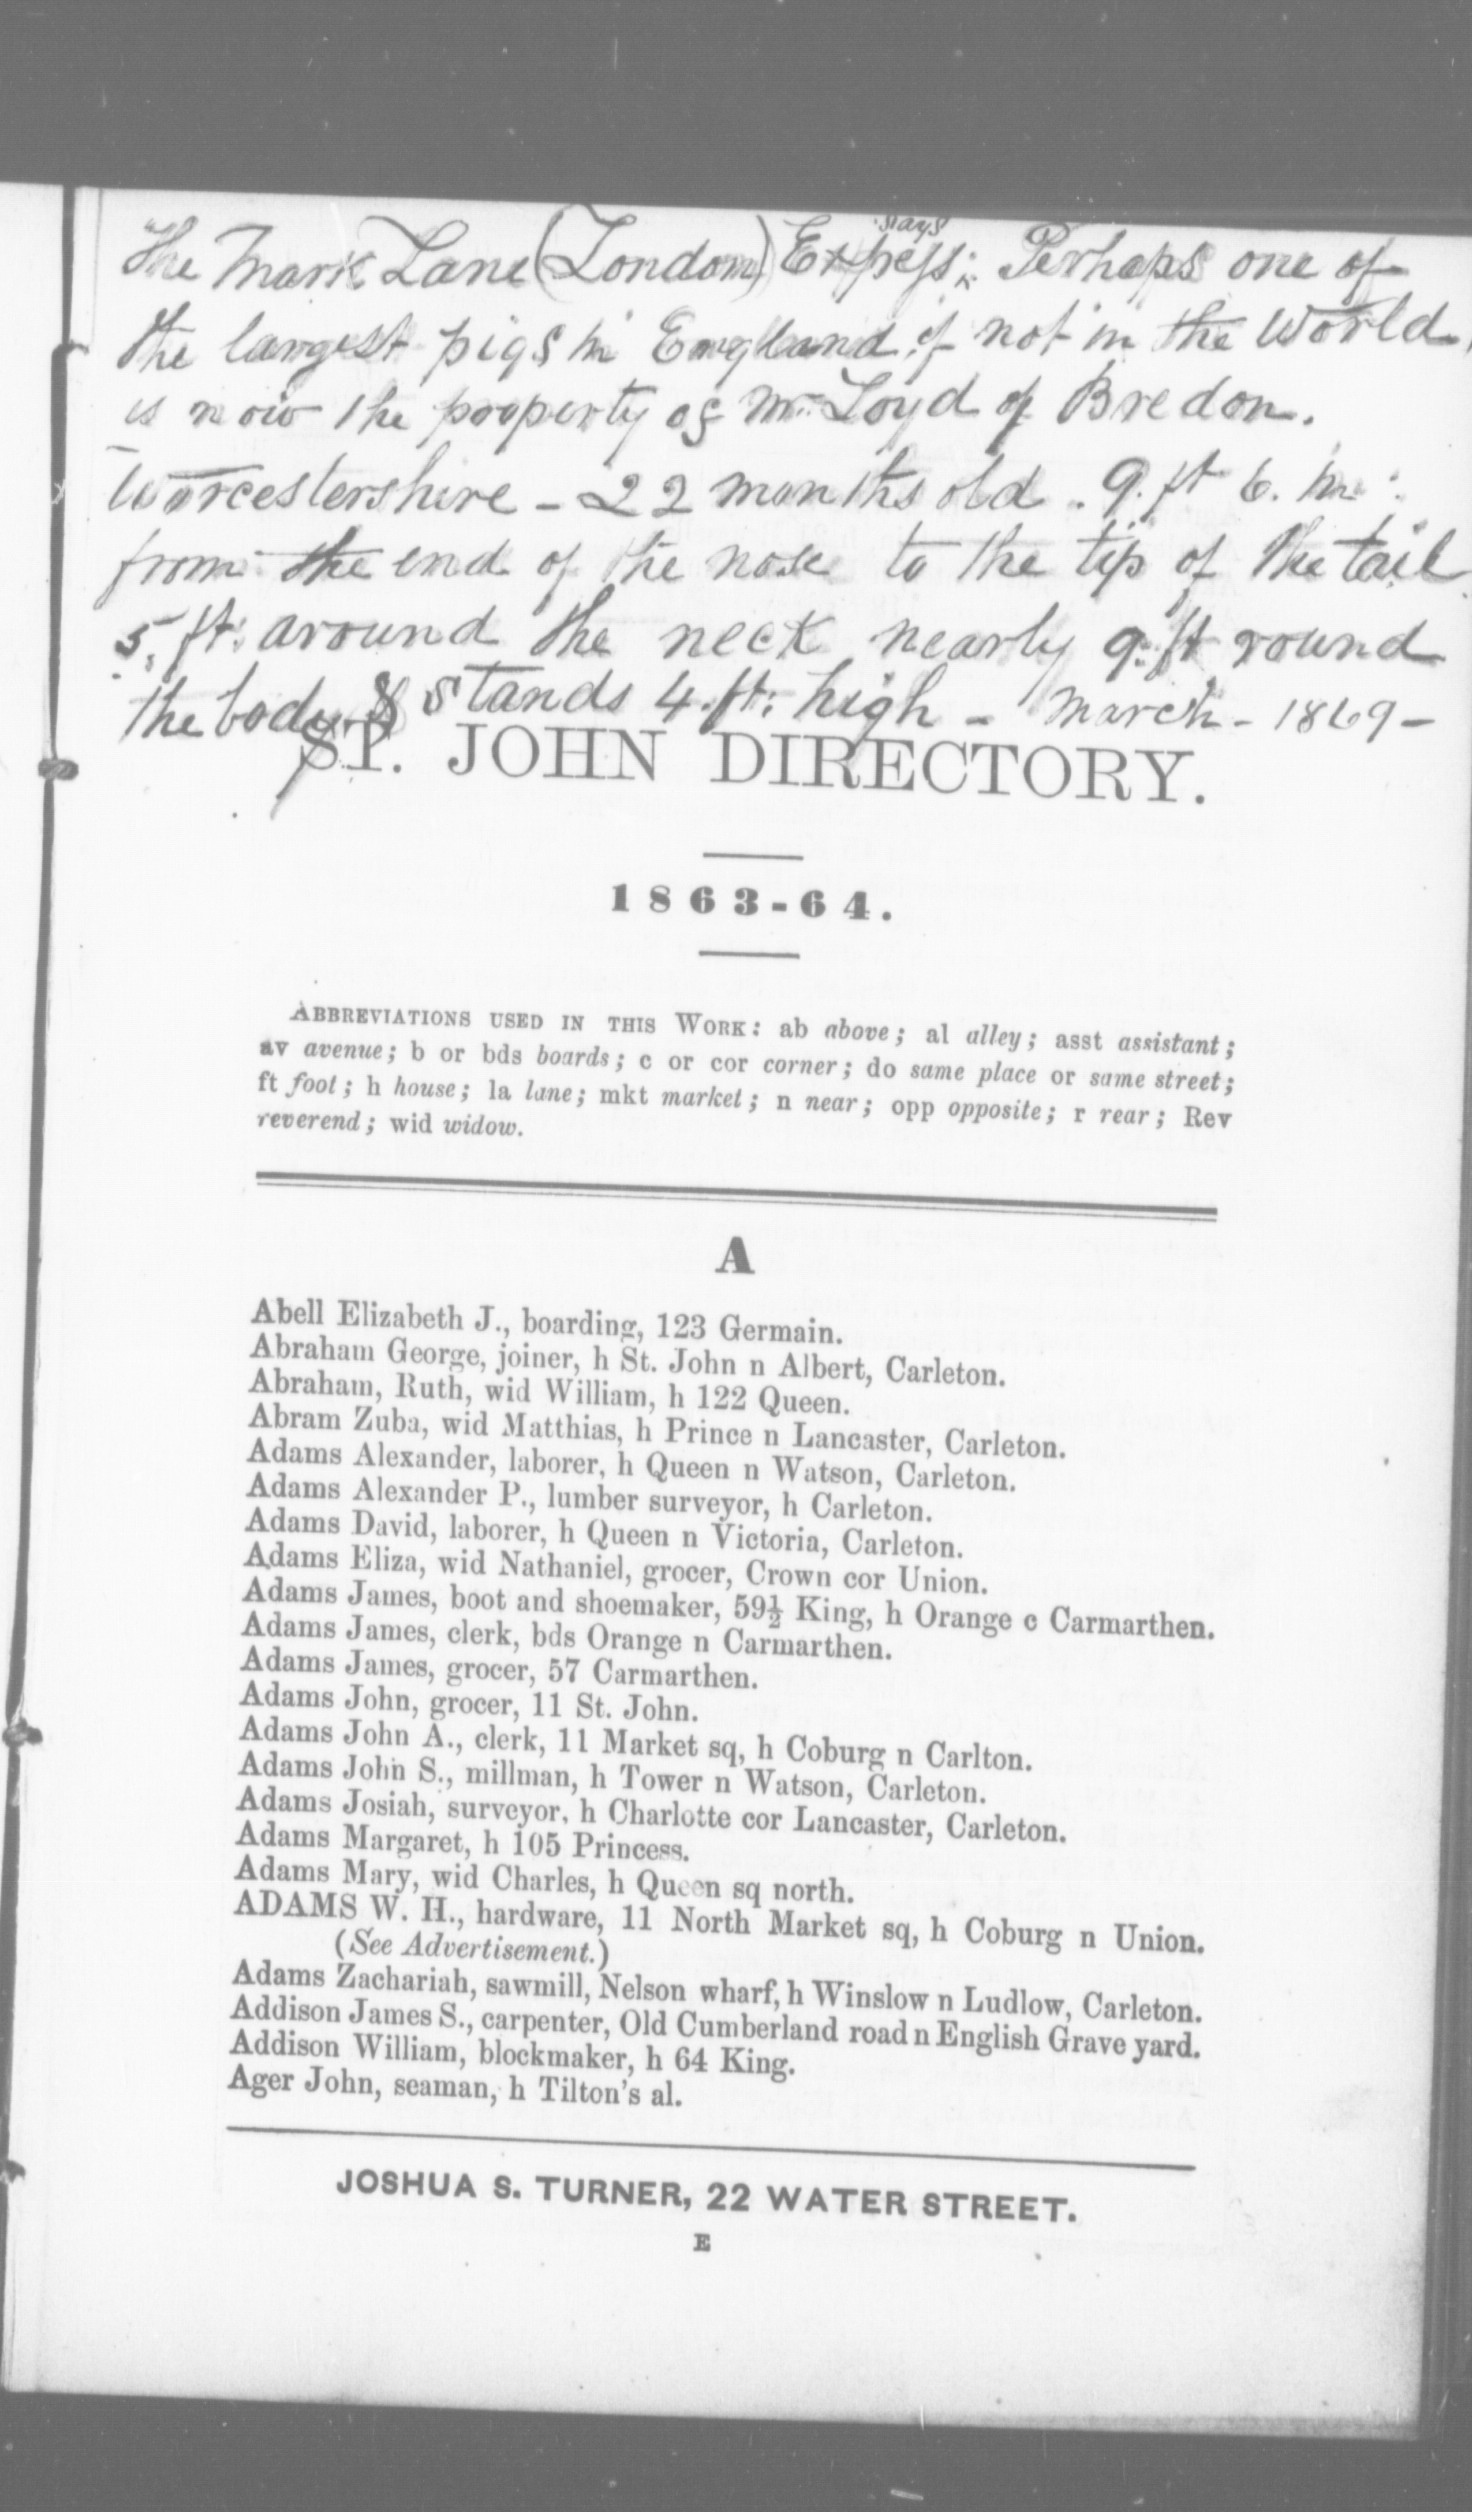 The Mark Lane (London) Express says; Perhaps one of
the largest pigs in England, if not in the World,
is now the property of Mr. Loyd of Bredon.
Worcestershire - 22 months old. 9. ft 6. in.
from the end of the nose to the tip of the tail
5. ft. around the neck nearly 9. ft round
the body & stands 4. ft. high - March - 1869 -
ST. JOHN DIRECTORY.
1863-64.
ABBREVIATIONS USED IN THIS WORK: ab above; al alley; asst assistant;
av avenue; b or bds boards; c or cor corner; do same place or same street;
ft foot; h house; la lane; mkt market; n near; opp opposite; r rear; Rev
reverend; wid widow.
A
Abell Elizabeth J., boarding, 123 Germain.
Abraham George, joiner, h St. John n Albert, Carleton.
Abraham, Ruth, wid William, h 122 Queen.
Abram Zuba, wid Matthias, h Prince n Lancaster, Carleton.
Adams Alexander, laborer, h Queen n Watson, Carleton.
Adams Alexander P., lumber surveyor, h Carleton.
Adams David, laborer, h Queen n Victoria, Carleton.
Adams Eliza, wid Nathaniel, grocer, Crown cor Union.
Adams James, boot and shoemaker, 59½ King, h Orange c Carmarthen.
Adams James, clerk, bds Orange n Carmarthen.
Adams James, grocer, 57 Carmarthen.
Adams John, grocer, 11 St. John.
Adams John A., clerk, 11 Market sq, h Coburg n Carlton.
Adams John S., millman, h Tower n Watson, Carleton.
Adams Josiah, surveyor, h Charlotte cor Lancaster, Carleton.
Adams Margaret, h 105 Princess.
Adams Mary, wid Charles, h Queen sq north.
ADAMS W. H., hardware, 11 North Market sq, h Coburg n Union.
(See Advertisement.)
Adams Zachariah, sawmill, Nelson wharf, h Winslow n Ludlow, Carleton.
Addison James S., carpenter, Old Cumberland road n English Grave yard.
Addison William, blockmaker, h 64 King.
Ager John, seaman, h Tilton's al.
JOSHUA S. TURNER, 22 WATER STREET.
E